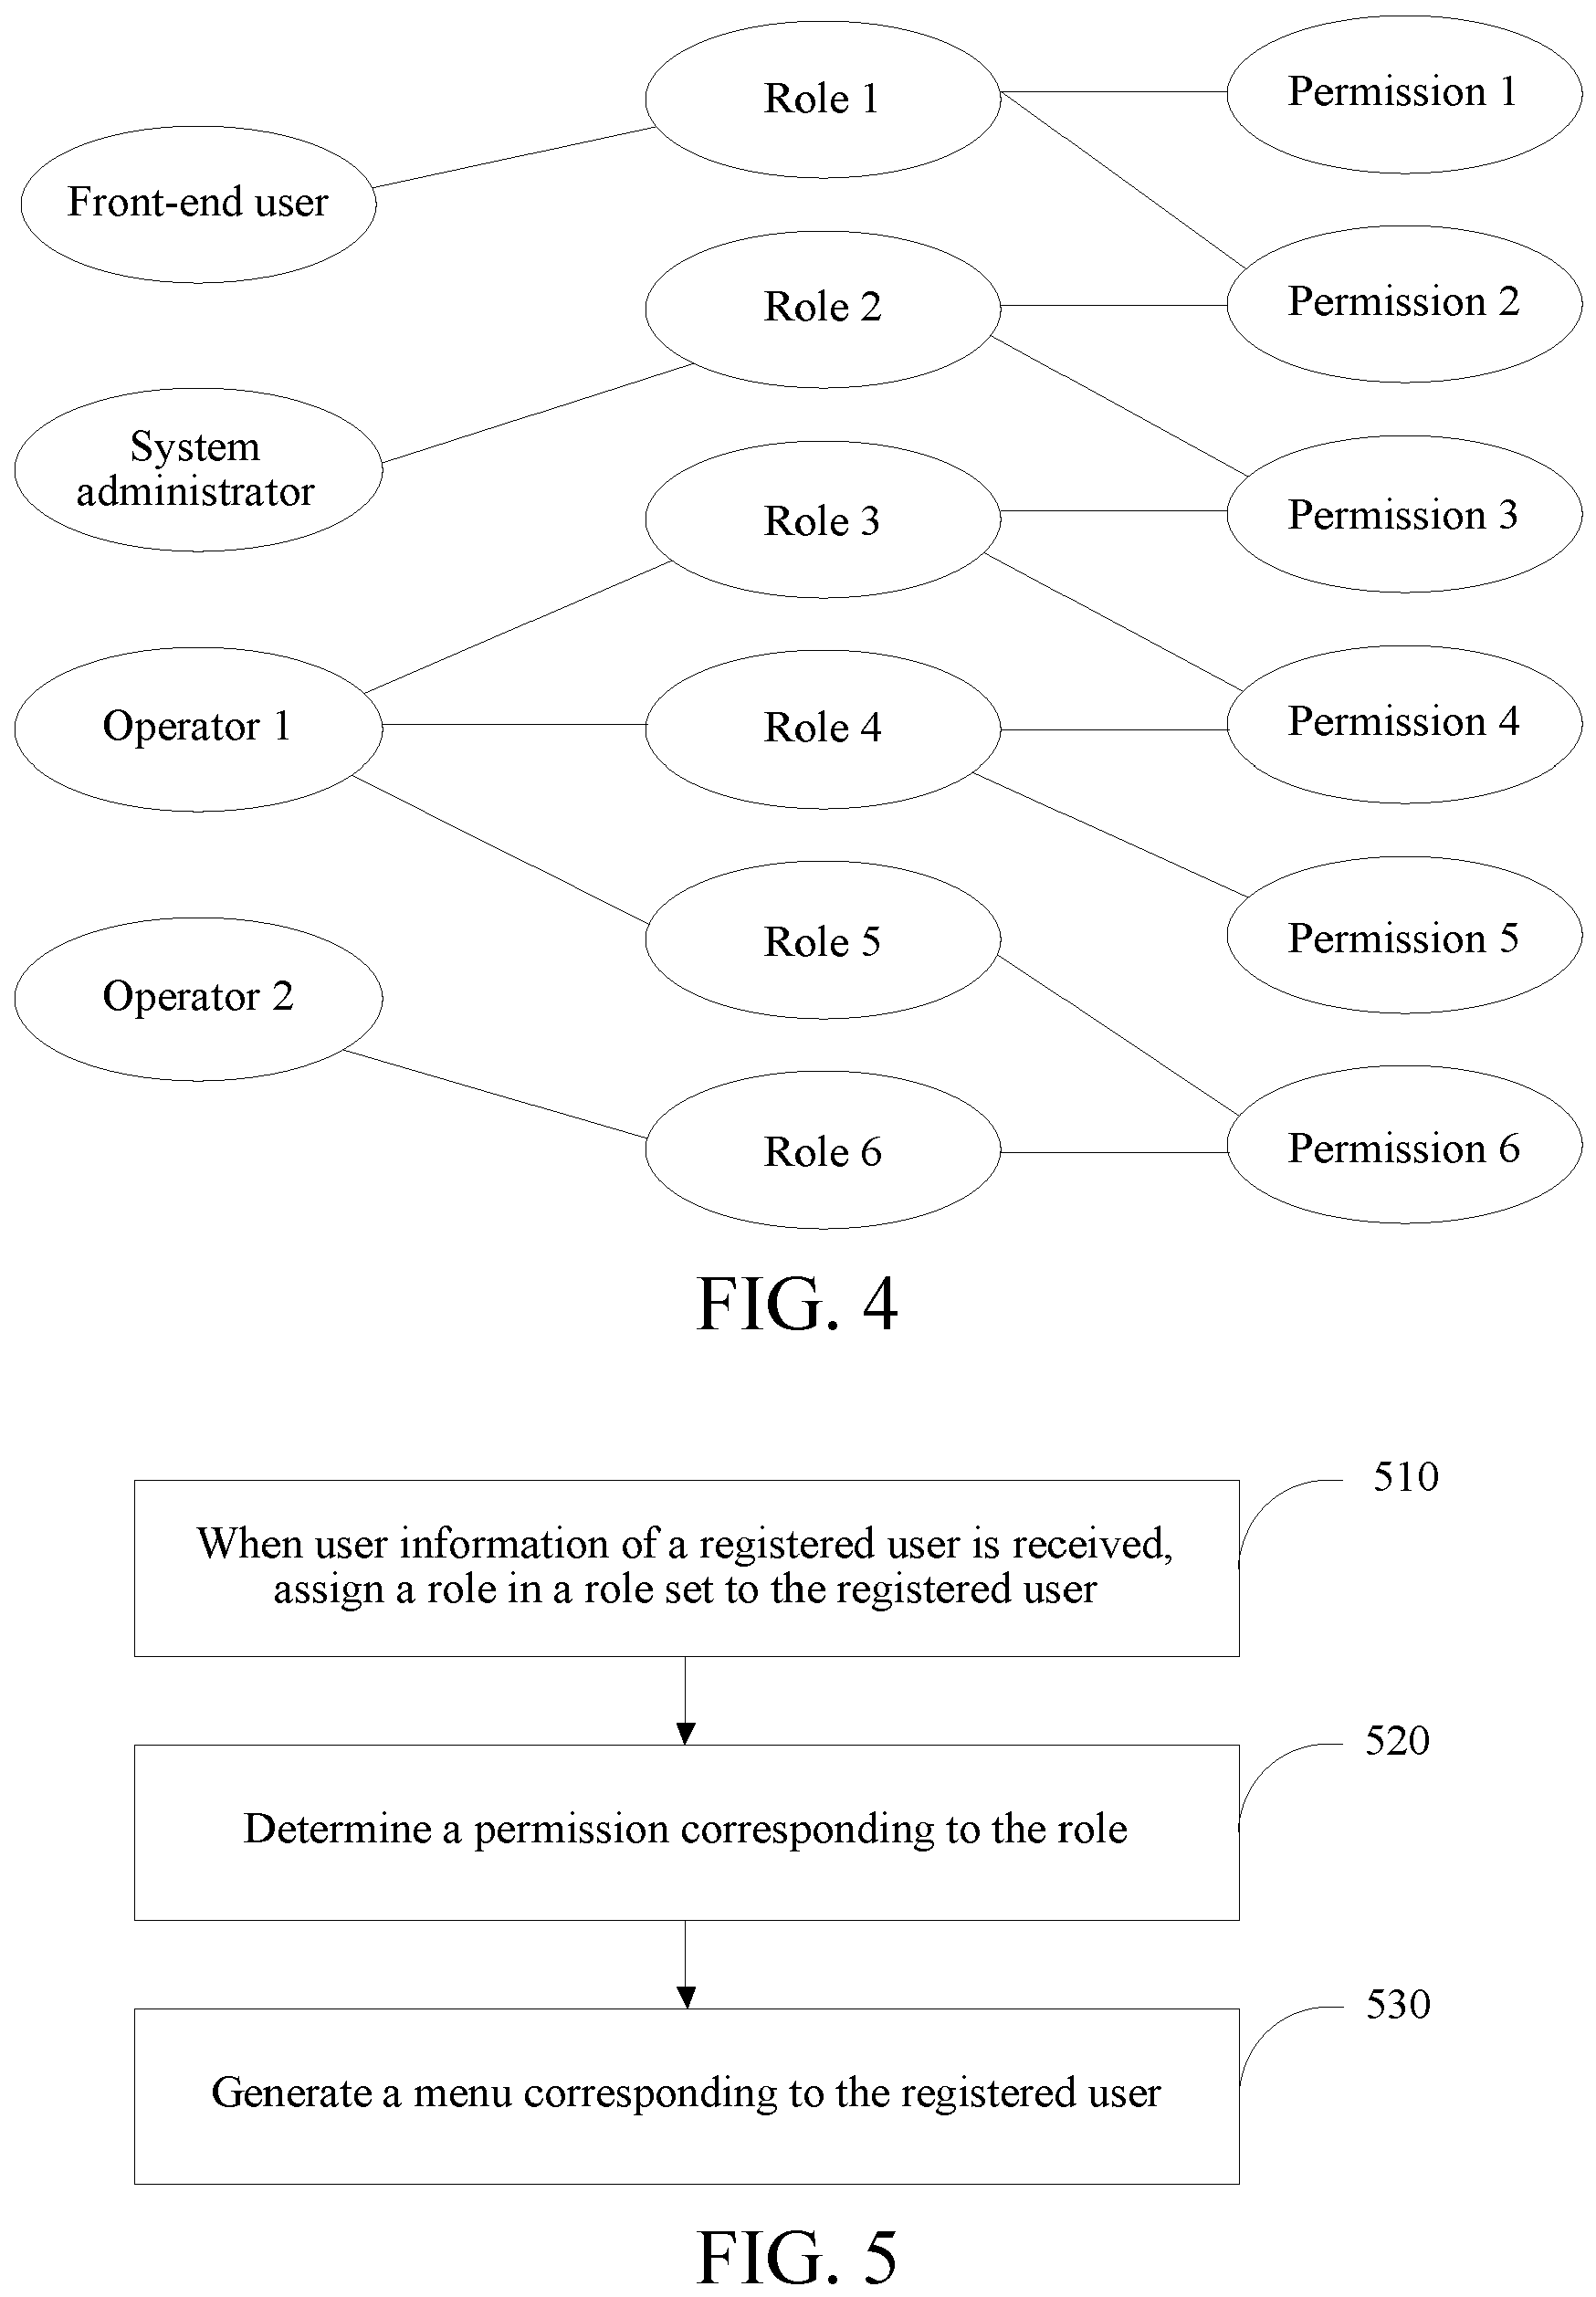 Role 1
Permission 1
Front-end user
Role 2
Permission 2
System
administrator
Role 3
Permission 3
Operator 1
Role 4
Permission 4
Role 5
Permission 5
Operator 2
Role 6
Permission 6
FIG. 4
510
When user information of a registered user is received,
assign a role in a role set to the registered user
520
Determine a permission corresponding to the role
530
Generate a menu corresponding to the registered user
FIG. 5